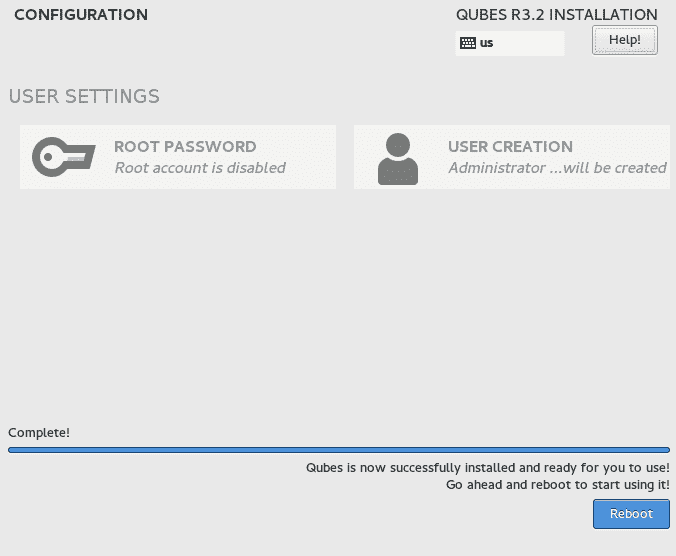 CONFIGURATION
QUBES R3.2 INSTALLATION
us
Help!
USER SETTINGS
ROOT PASSWORD
Root account is disabled
USER CREATION
Administrator ...will be created
Complete!
Qubes is now successfully installed and ready for you to use!
Go ahead and reboot to start using it!
Reboot